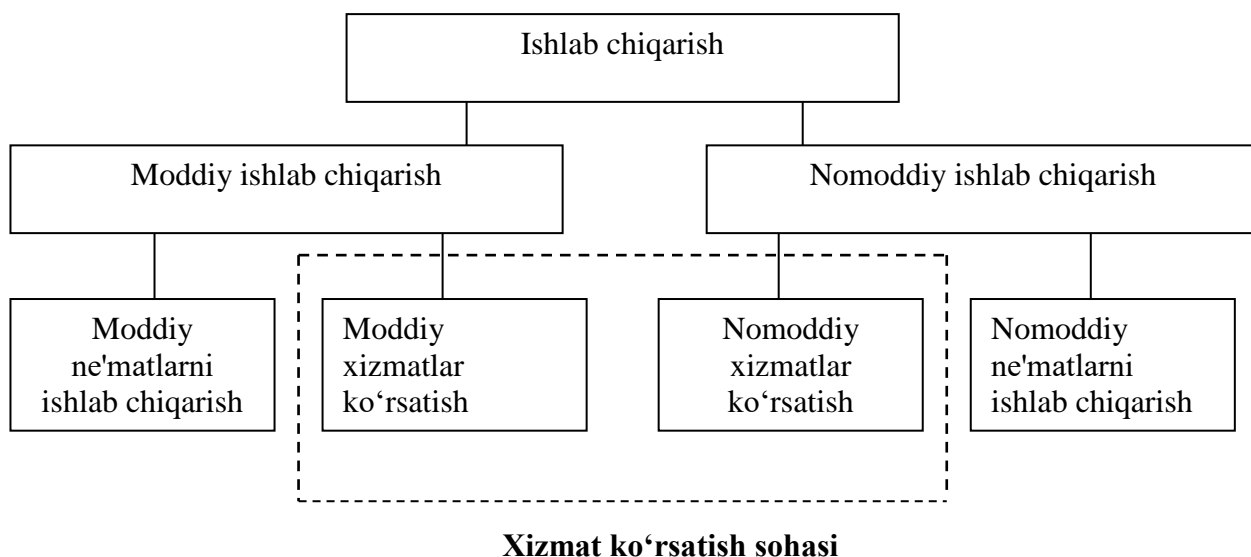 Ishlab chiqarish
Moddiy ishlab chiqarish
Nomoddiy ishlab chiqarish
Moddiy
ne'matlarni
ishlab chiqarish
Moddiy
xizmatlar
ko‘rsatish
Nomoddiy
xizmatlar
ko‘rsatish
Nomoddiy
ne'matlarni
ishlab chiqarish
Xizmat ko‘rsatish sohasi